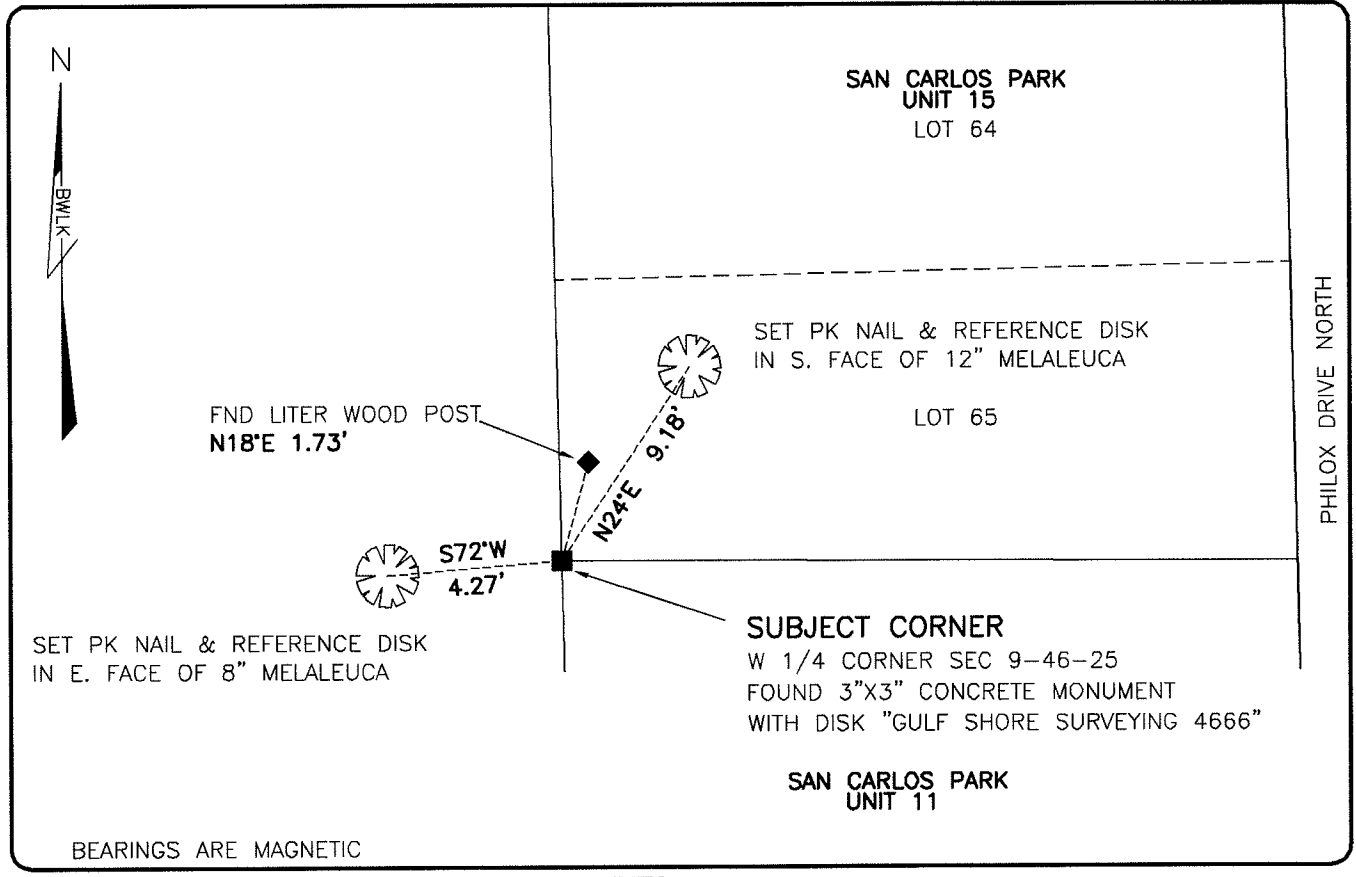 N
BWLK
SAN CARLOS PARK
UNIT 15
LOT 64
SET PK NAIL & REFERENCE DISK
IN S. FACE OF 12" MELALEUCA
LOT 65
PHILOX DRIVE NORTH
FND LITER WOOD POST
N18°E 1.73'
N24°E 9.18'
S72°W
4.27'
SET PK NAIL & REFERENCE DISK
IN E. FACE OF 8" MELALEUCA
SUBJECT CORNER
W 1/4 CORNER SEC 9-46-25
FOUND 3"X3" CONCRETE MONUMENT
WITH DISK "GULF SHORE SURVEYING 4666"
SAN CARLOS PARK
UNIT 11
BEARINGS ARE MAGNETIC